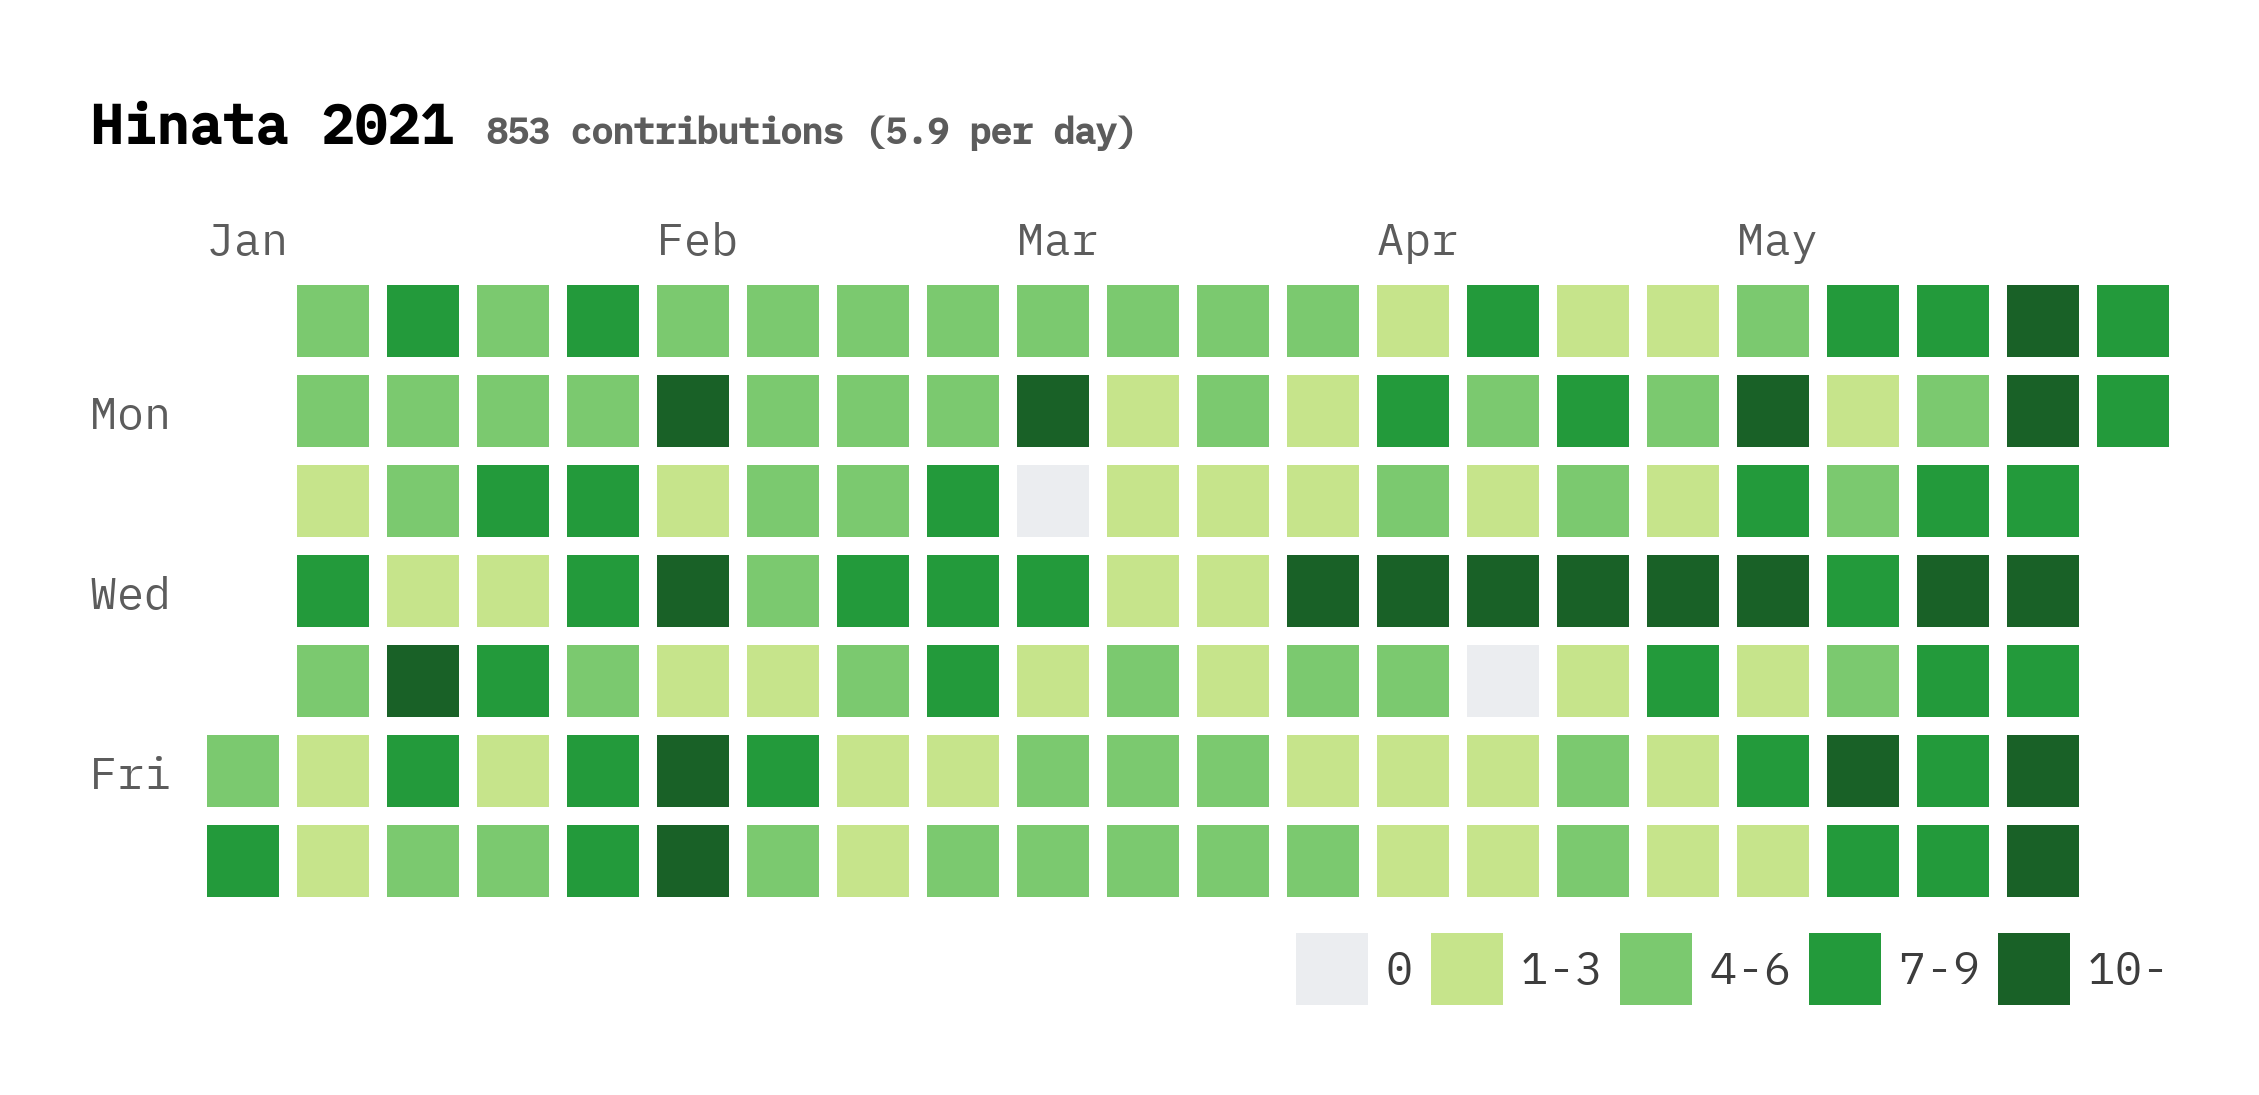 Hinata 2021 853 contributions (5.9 per day)
Jan Feb Mar Apr May
Mon
Wed
Fri
0 1-3 4-6 7-9 10-